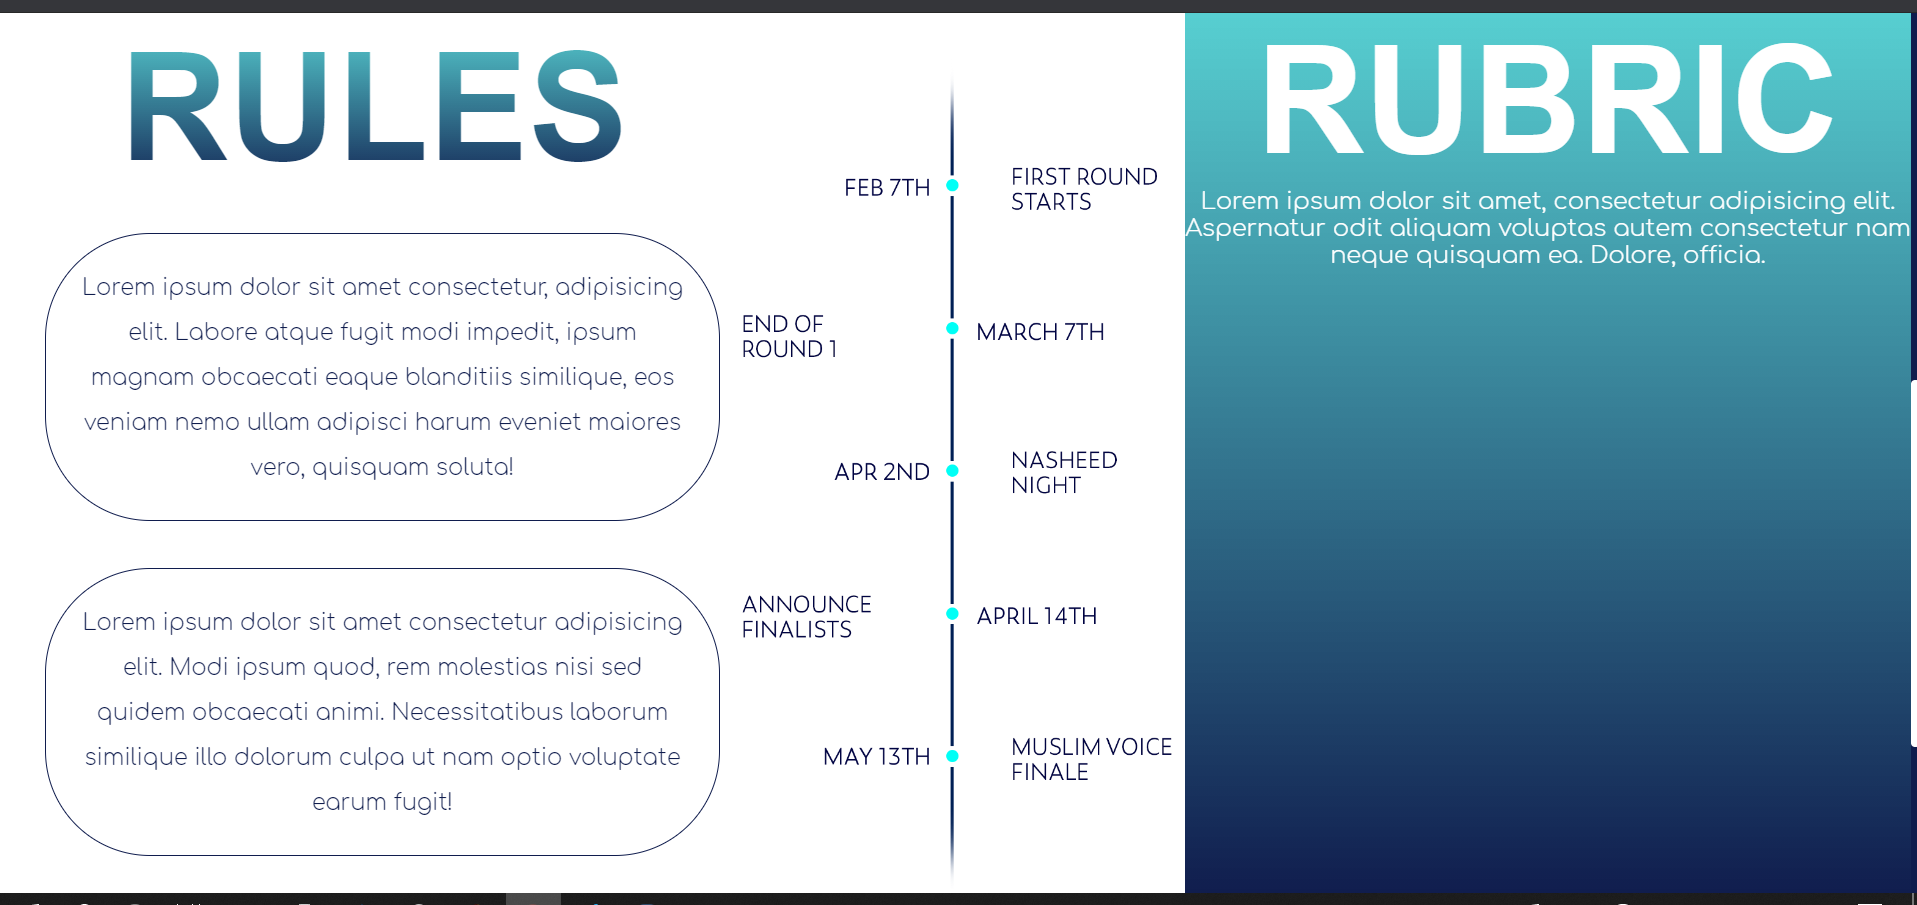 RULES
Lorem ipsum dolor sit amet consectetur, adipisicing
elit. Labore atque fugit modi impedit, ipsum
magnam obcaecati eaque blanditiis similique, eos
veniam nemo ullam adipisci harum eveniet maiores
vero, quisquam soluta!
Lorem ipsum dolor sit amet consectetur adipisicing
elit. Modi ipsum quod, rem molestias nisi sed
quidem obcaecati animi. Necessitatibus laborum
similique illo dolorum culpa ut nam optio voluptate
earum fugit!
FEB 7TH
FIRST ROUND
STARTS
END OF
ROUND 1
MARCH 7TH
APR 2ND
NASHEED
NIGHT
ANNOUNCE
FINALISTS
APRIL 14TH
MAY 13TH
MUSLIM VOICE
FINALE
RUBRIC
Lorem ipsum dolor sit amet, consectetur adipisicing elit.
Aspernatur odit aliquam voluptas autem consectetur nam
neque quisquam ea. Dolore, officia.